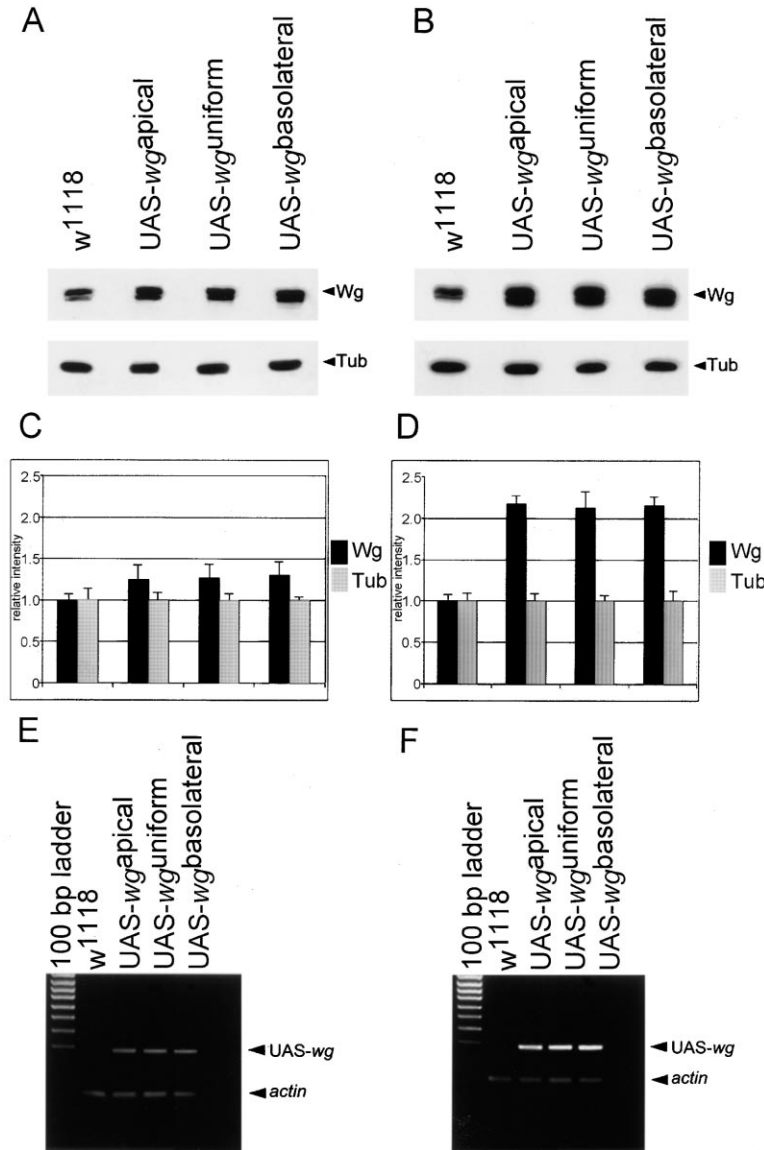 A
w1118
UAS-wgapical
UAS-wguniform
UAS-wgbasolateral
Wg
Tub
B
w1118
UAS-wgapical
UAS-wguniform
UAS-wgbasolateral
Wg
Tub
C
relative intensity
2.5
2.0
1.5
1.0
0.5
0
Wg
Tub
D
relative intensity
2.5
2.0
1.5
1.0
0.5
0
Wg
Tub
E
100 bp ladder
w1118
UAS-wgapical
UAS-wguniform
UAS-wgbasolateral
UAS-wg
actin
F
100 bp ladder
w1118
UAS-wgapical
UAS-wguniform
UAS-wgbasolateral
UAS-wg
actin